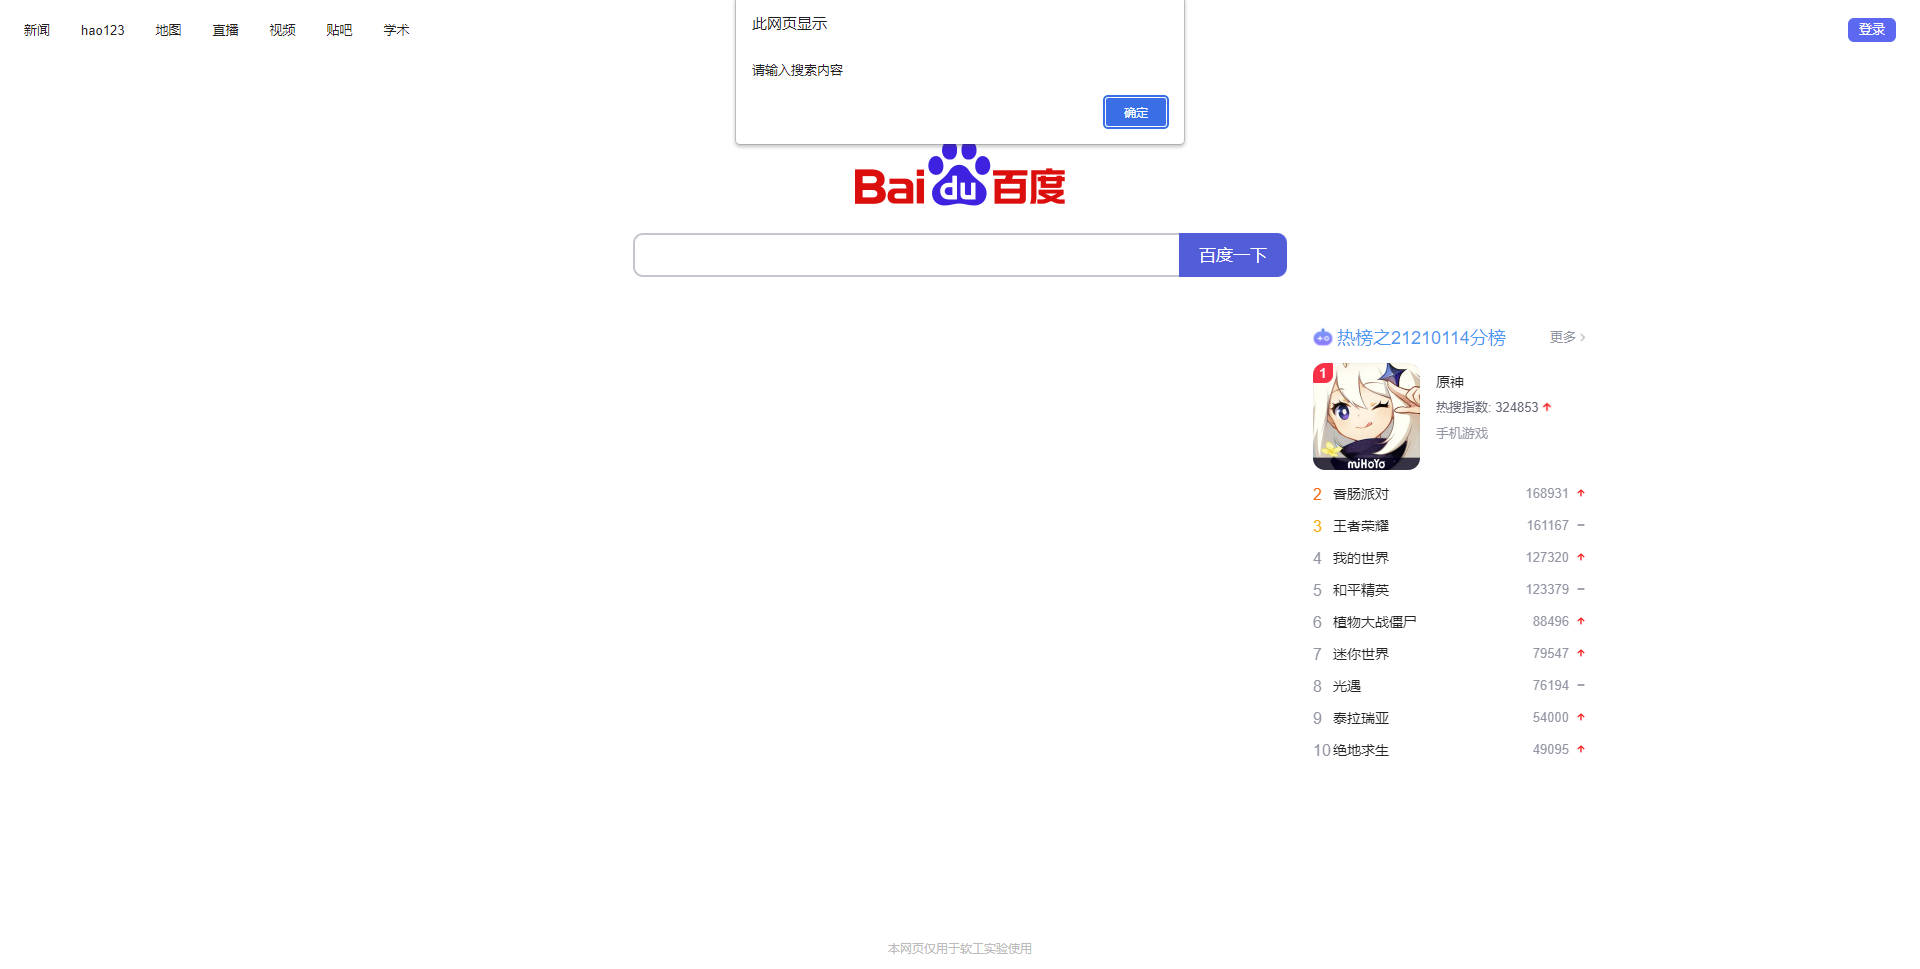 新闻 hao123 地图 直播 视频 贴吧 学术
登录
此网页显示
请输入搜索内容
确定
Bai du 百度
百度一下
热榜之21210114分榜 更多
1
miHoYo
原神
热搜指数: 324853
手机游戏
2 香肠派对 168931
3 王者荣耀 161167
4 我的世界 127320
5 和平精英 123379
6 植物大战僵尸 88496
7 迷你世界 79547
8 光遇 76194
9 泰拉瑞亚 54000
10 绝地求生 49095
本网页仅用于软工实验使用